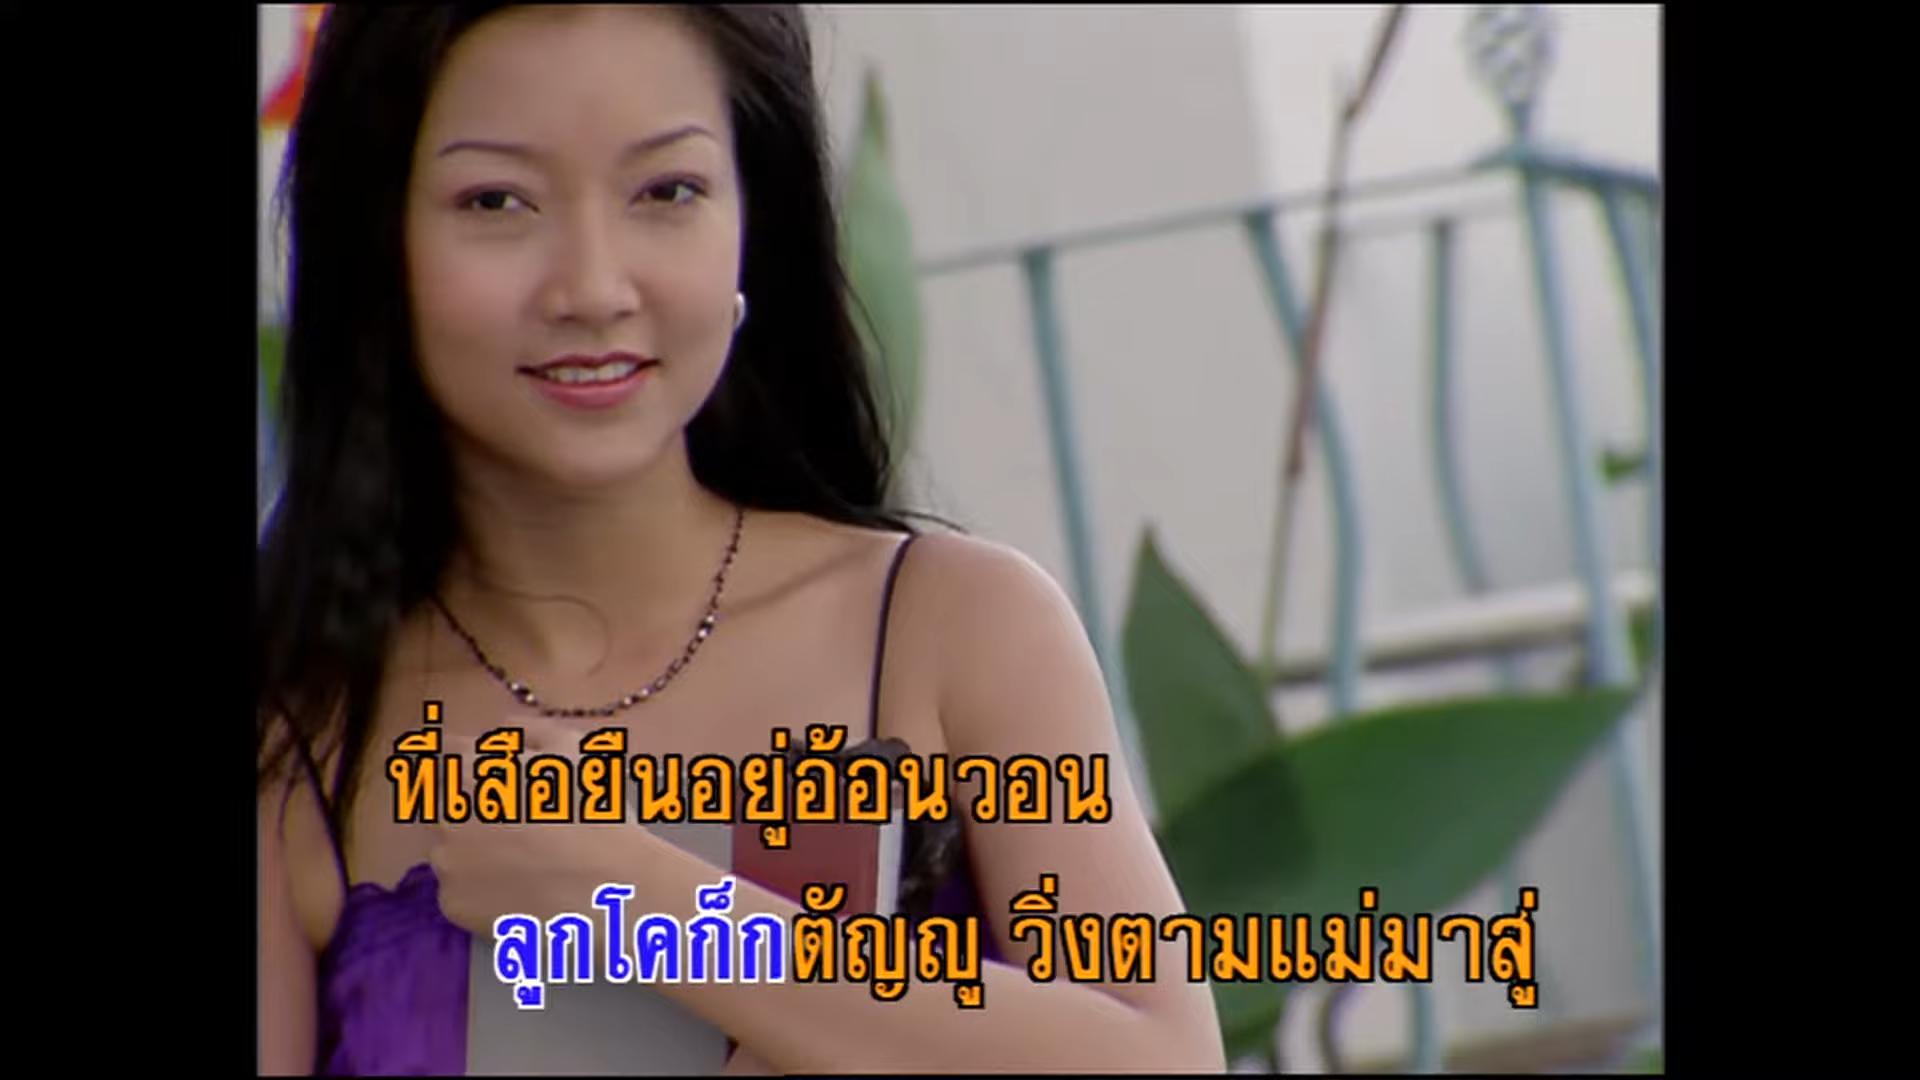 ที่เสือยืนอยู่อ้อนวอน
ลูกโคก็กตัญญู วิ่งตามแม่มาสู่